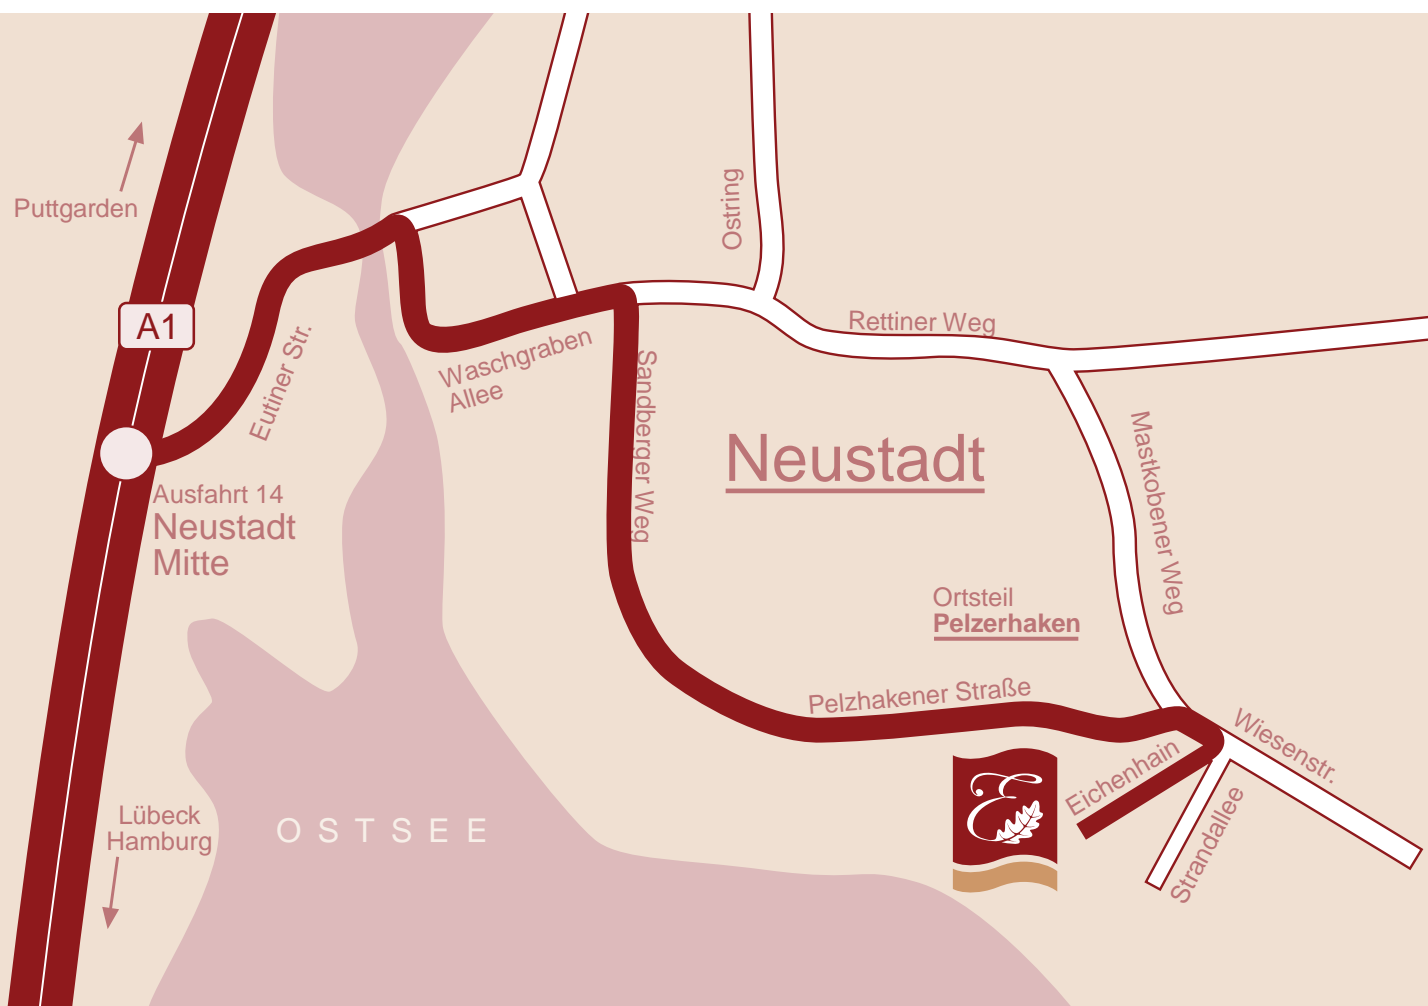 Puttgarden
A1
Eutiner Str.
Ausfahrt 14
Neustadt
Mitte
Waschgraben
Allee
Sandberger Weg
Ostring
Rettiner Weg
Neustadt
Mastkobener Weg
Ortsteil
Pelzerhaken
Pelzhakener Straße
Eichenhain
Wiesenstr.
Strandallee
E
Lübeck
Hamburg
OSTSEE